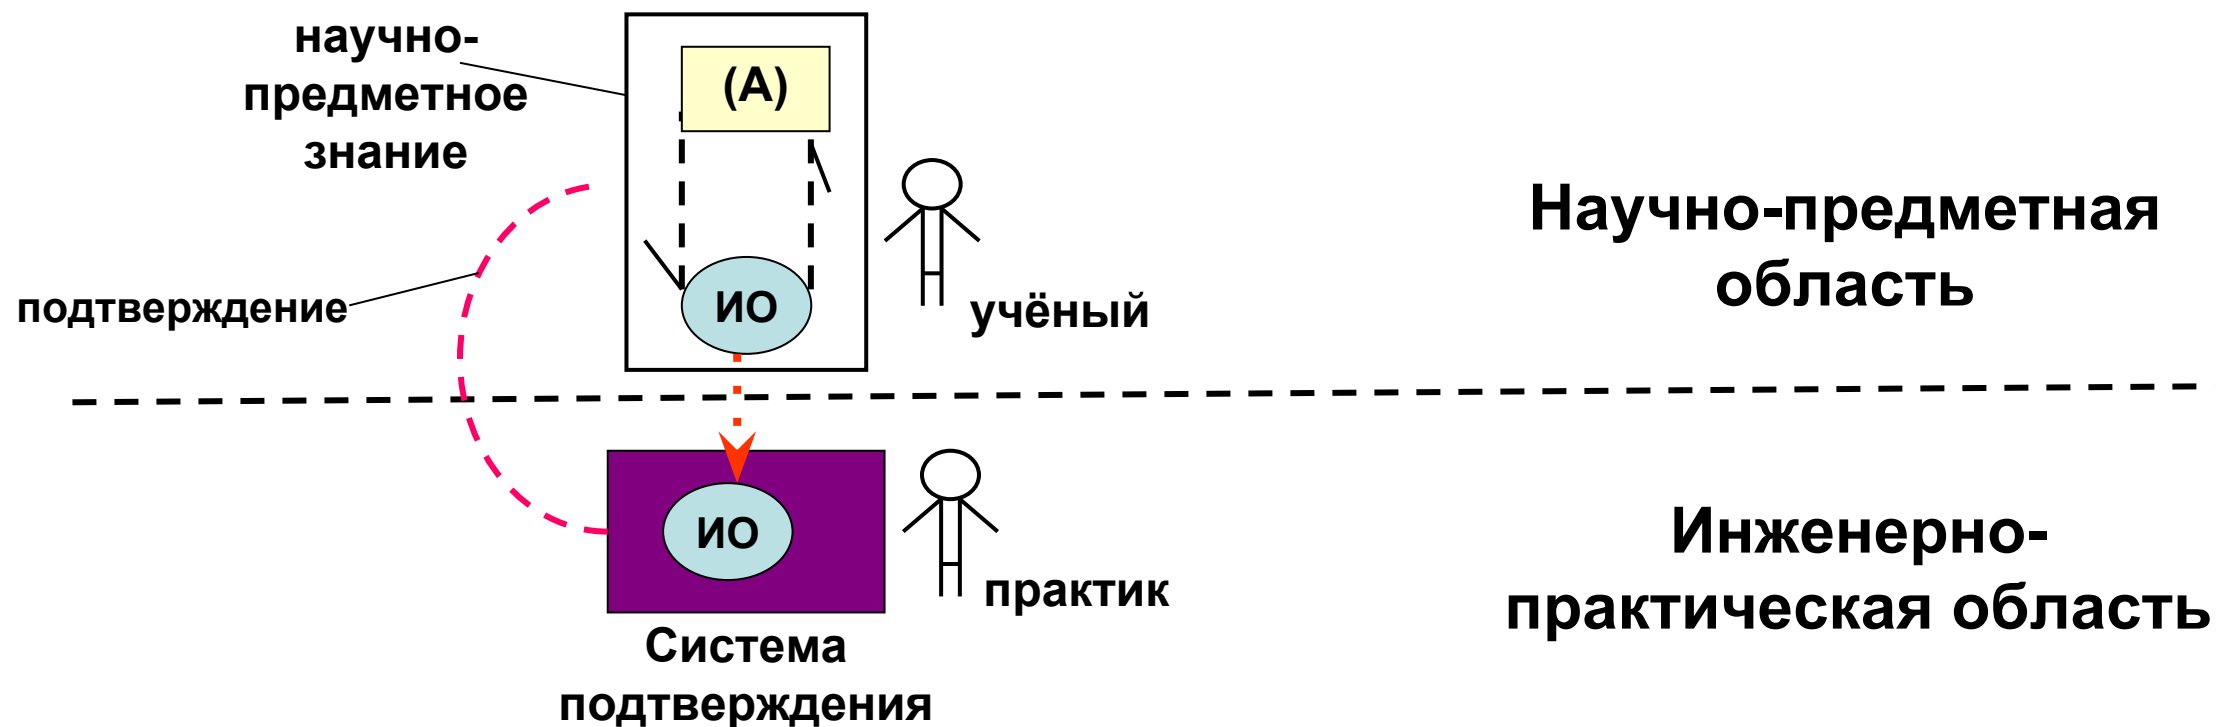 научно-
предметное
знание
(А)
подтверждение
ИО
учёный
Научно-предметная
область
ИО
практик
Система
подтверждения
Инженерно-
практическая область